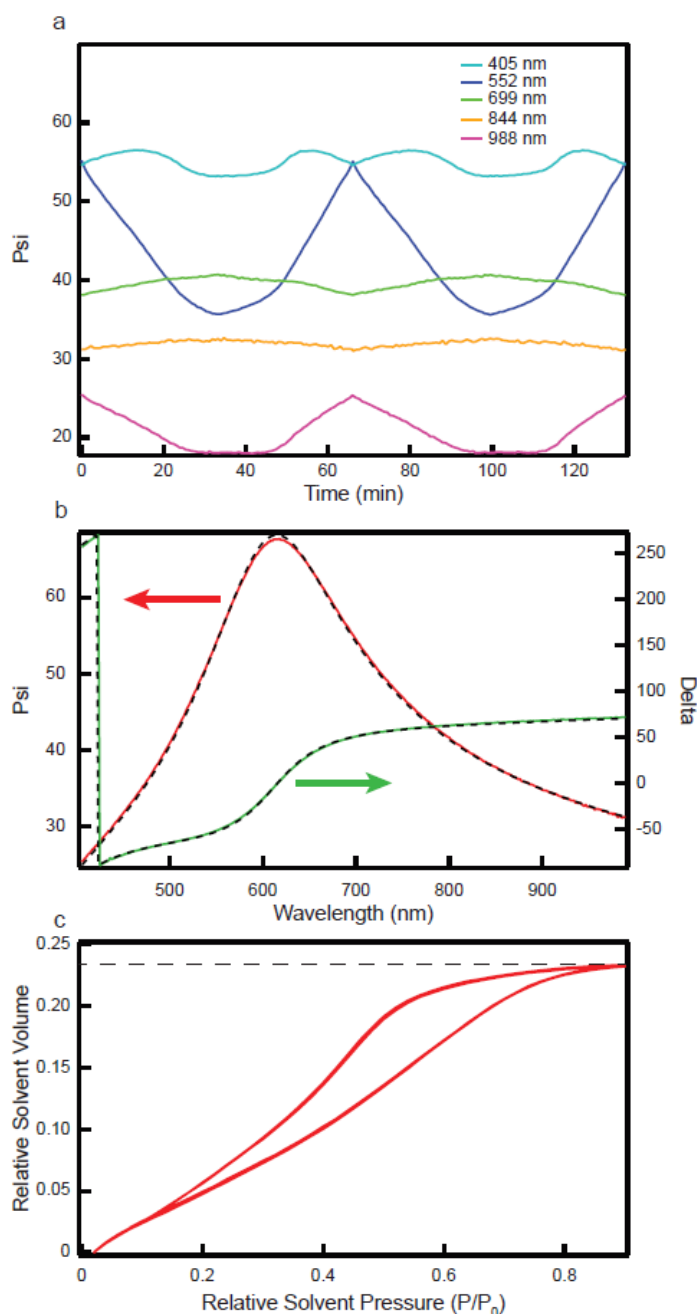 a
405 nm
552 nm
699 nm
844 nm
988 nm
60
50
40
30
20
Psi
0 20 40 60 80 100 120
Time (min)
b
60
50
40
30
Psi
250
200
150
100
50
0
-50
Delta
500 600 700 800 900
Wavelength (nm)
c
0.25
0.20
0.15
0.10
0.05
0
Relative Solvent Volume
0 0.2 0.4 0.6 0.8
Relative Solvent Pressure (P/P₀)